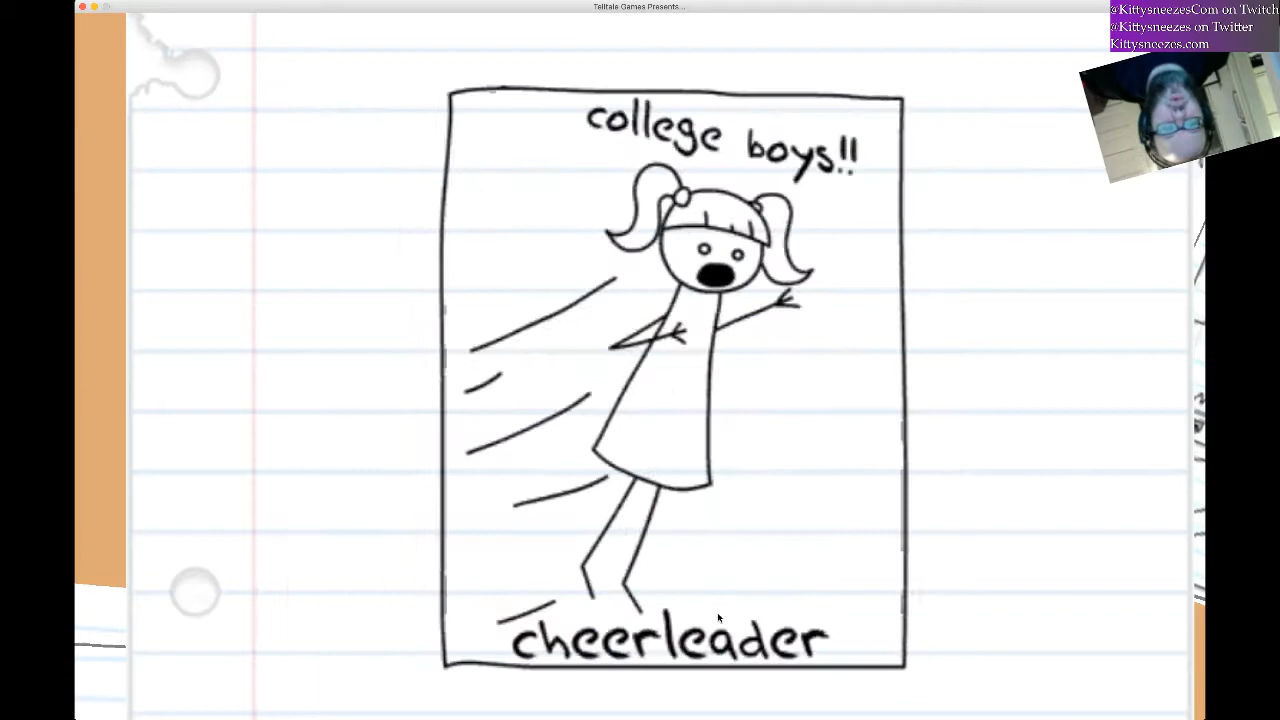 Telltale Games Presents...
@KittysneezesCom on Twitch
@Kittysneezes on Twitter
Kittysneezes.com
college boys!!
cheerleader